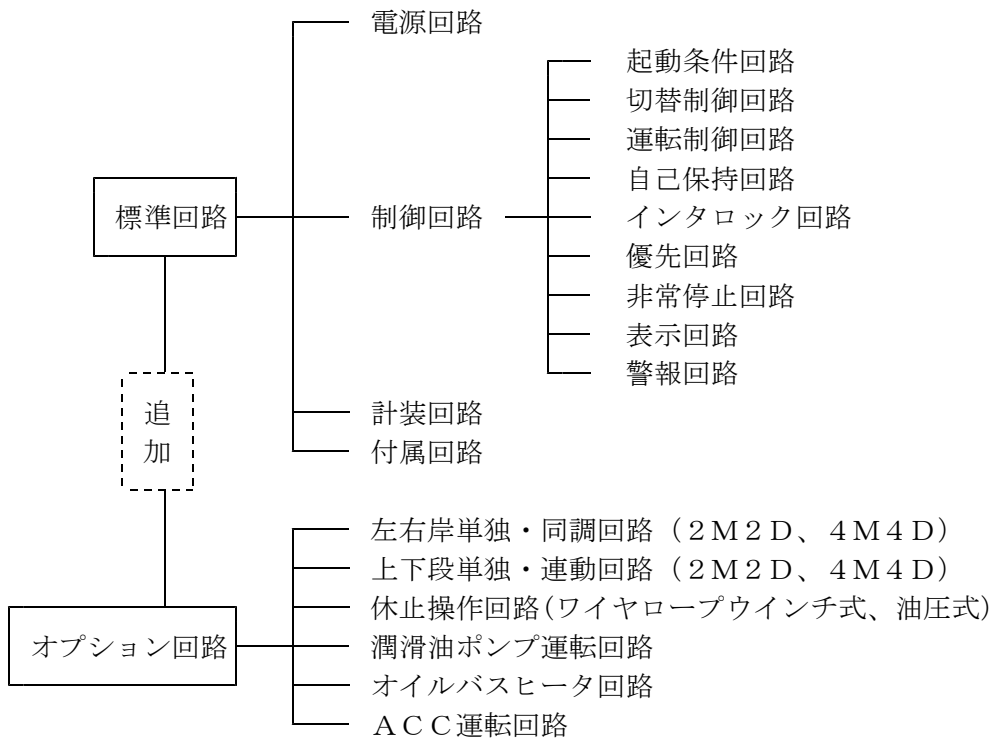 電源回路
起動条件回路
切替制御回路
運転制御回路
自己保持回路
標準回路
制御回路
インタロック回路
優先回路
非常停止回路
表示回路
警報回路
追
加
計装回路
付属回路
左右岸単独・同調回路（２Ｍ２Ｄ、４Ｍ４Ｄ）
上下段単独・連動回路（２Ｍ２Ｄ、４Ｍ４Ｄ）
休止操作回路(ワイヤロープウインチ式、油圧式)
オプション回路
潤滑油ポンプ運転回路
オイルバスヒータ回路
ＡＣＣ運転回路